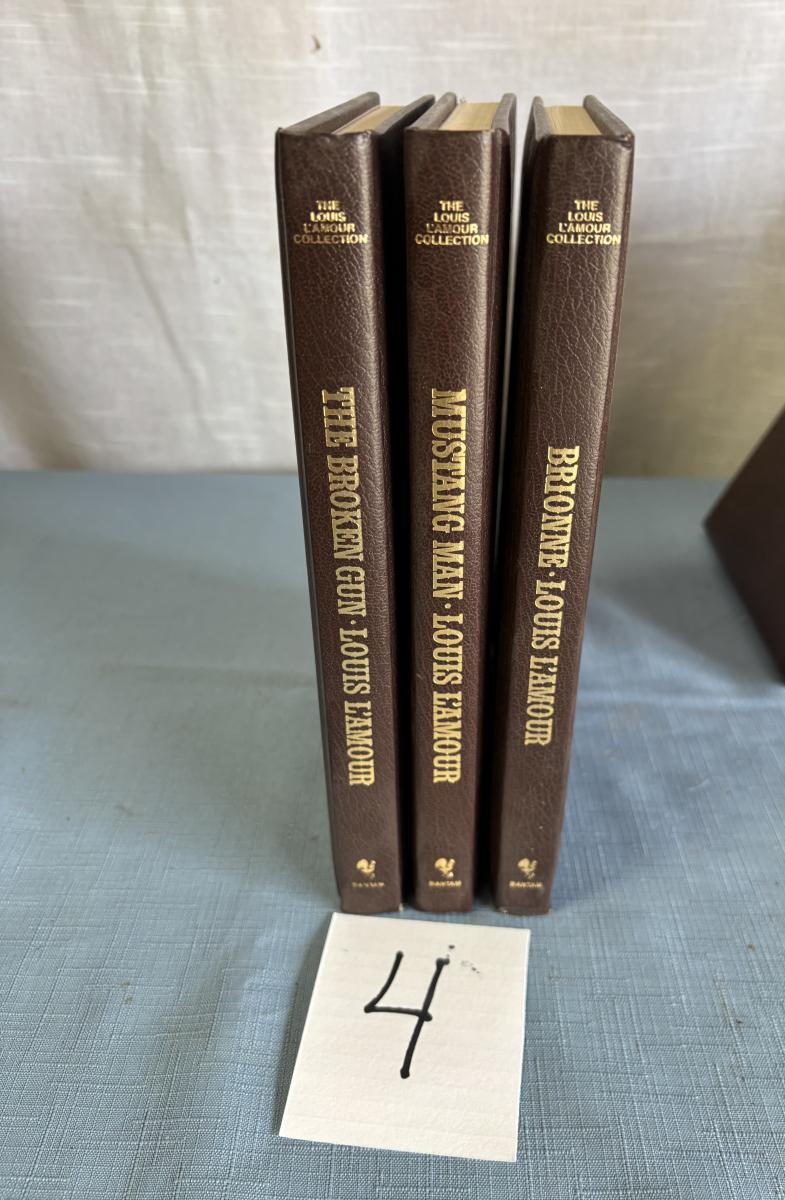 THE
LOUIS
L'AMOUR
COLLECTION
THE BROKEN GUN · LOUIS L'AMOUR
BANTAM
THE
LOUIS
L'AMOUR
COLLECTION
MUSTANG MAN · LOUIS L'AMOUR
BANTAM
THE
LOUIS
L'AMOUR
COLLECTION
BRIONNE · LOUIS L'AMOUR
BANTAM
4